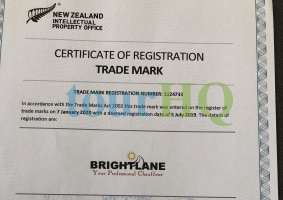 NEW ZEALAND
INTELLECTUAL
PROPERTY OFFICE
CERTIFICATE OF REGISTRATION
TRADE MARK
TRADE MARK REGISTRATION NUMBER: 1124793
In accordance with the Trade Marks Act 2002 this trade mark was entered on the register of
trade marks on 7 January 2020 with a deemed registration date of 5 July 2019. The details of
registration are:
BRIGHTLANE
Your Professional Chauffeur